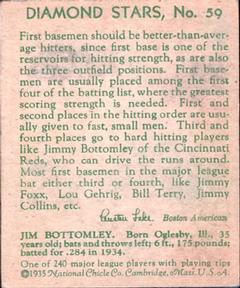 DIAMOND STARS, No. 59
First basemen should be better-than-aver-
age hitters, since first base is one of the
reservoirs for hitting strength, as are also
the three outfield positions. First base-
men are usually placed among the first
four of the batting list, where the greatest
scoring strength is needed. First and
second places in the hitting order are us-
ually given to fast, small men. Third and
fourth places go to hard hitting players
like Jimmy Bottomley of the Cincinnati
Reds, who can drive the runs around.
Most first basemen in the major league
bat either third or fourth, like Jimmy
Foxx, Lou Gehrig, Bill Terry, Jimmy
Collins, etc.
Boston American
JIM BOTTOMLEY. Born Oglesby, Ill., 35
years old; bats and throws left; 6 ft., 175 pounds;
batted for .284 in 1934.
One of 240 major league players with playing tips
©1935 National Chicle Co. Cambridge, Mass. U.S.A.